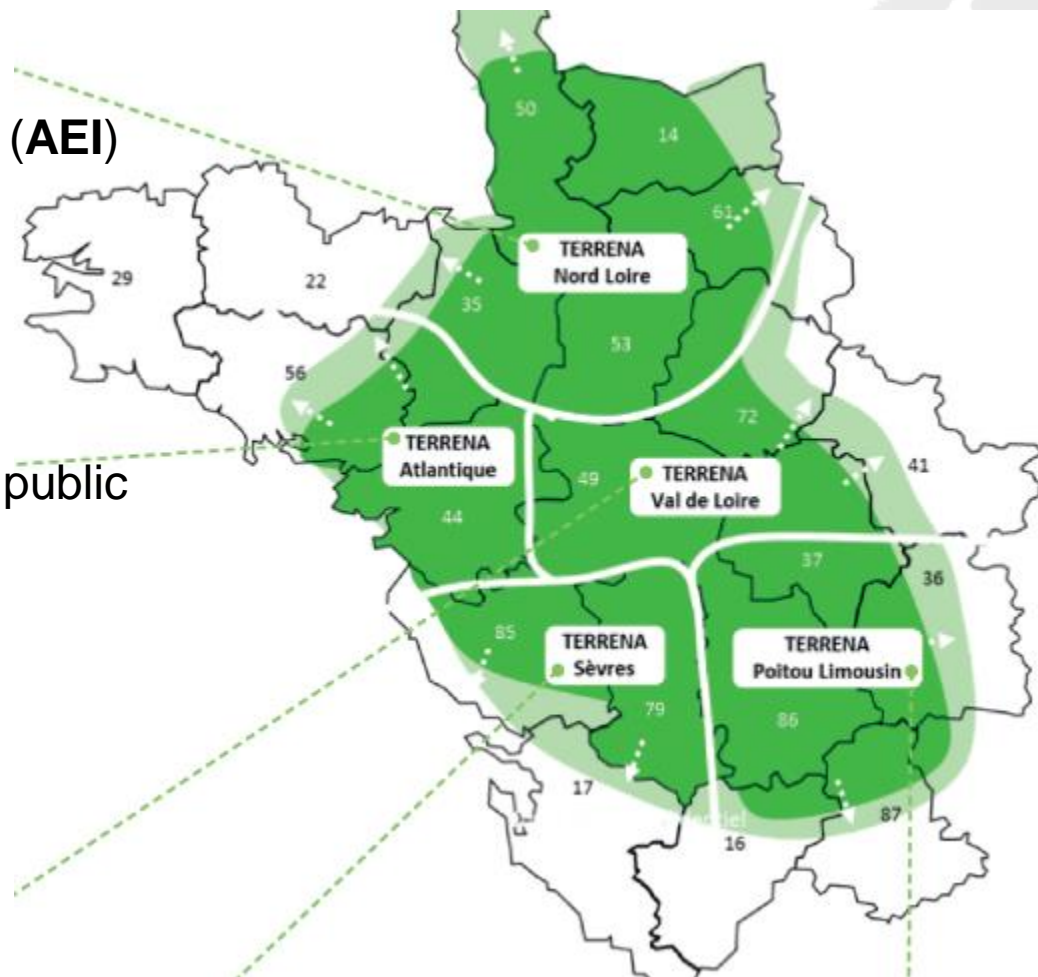 50
14
(AEI)
61
TERRENA
Nord Loire
29
22
35
53
56
72
TERRENA
Atlantique
41
TERRENA
Val de Loire
49
public
44
37
36
85
TERRENA
Sèvres
TERRENA
Poitou Limousin
79
86
17
87
16